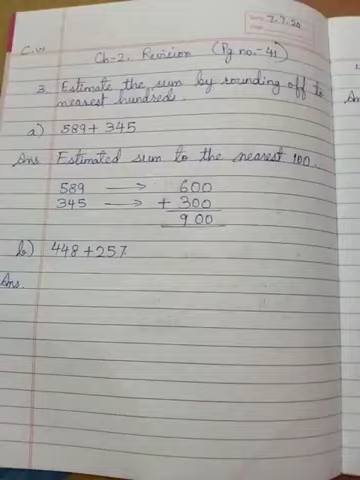 Date 7.7.20
C.W
Ch-2, Revision (Pg no.-41)
3. Estimate the sum by rounding off to
nearest hundred.
a) 589+ 345
Ans Estimated sum to the nearest 100.
589 → 600
345 → + 300
900
b) 448 + 257
Ans.